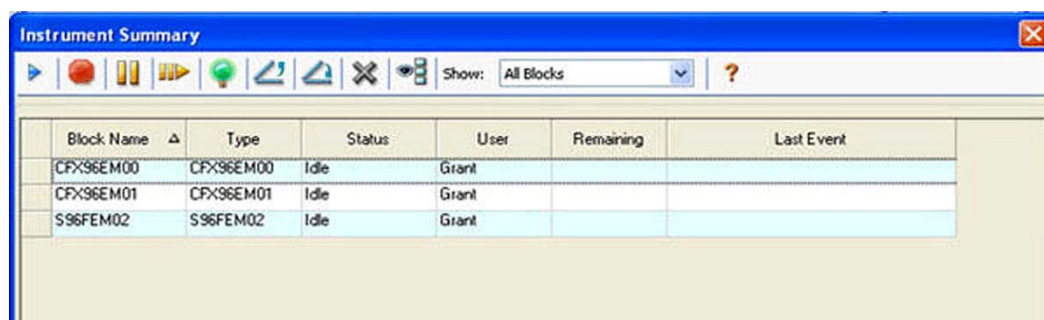 Instrument Summary
Show: All Blocks ?
Block Name Type Status User Remaining Last Event
CFX96EM00 CFX96EM00 Idle Grant
CFX96EM01 CFX96EM01 Idle Grant
S96FEM02 S96FEM02 Idle Grant